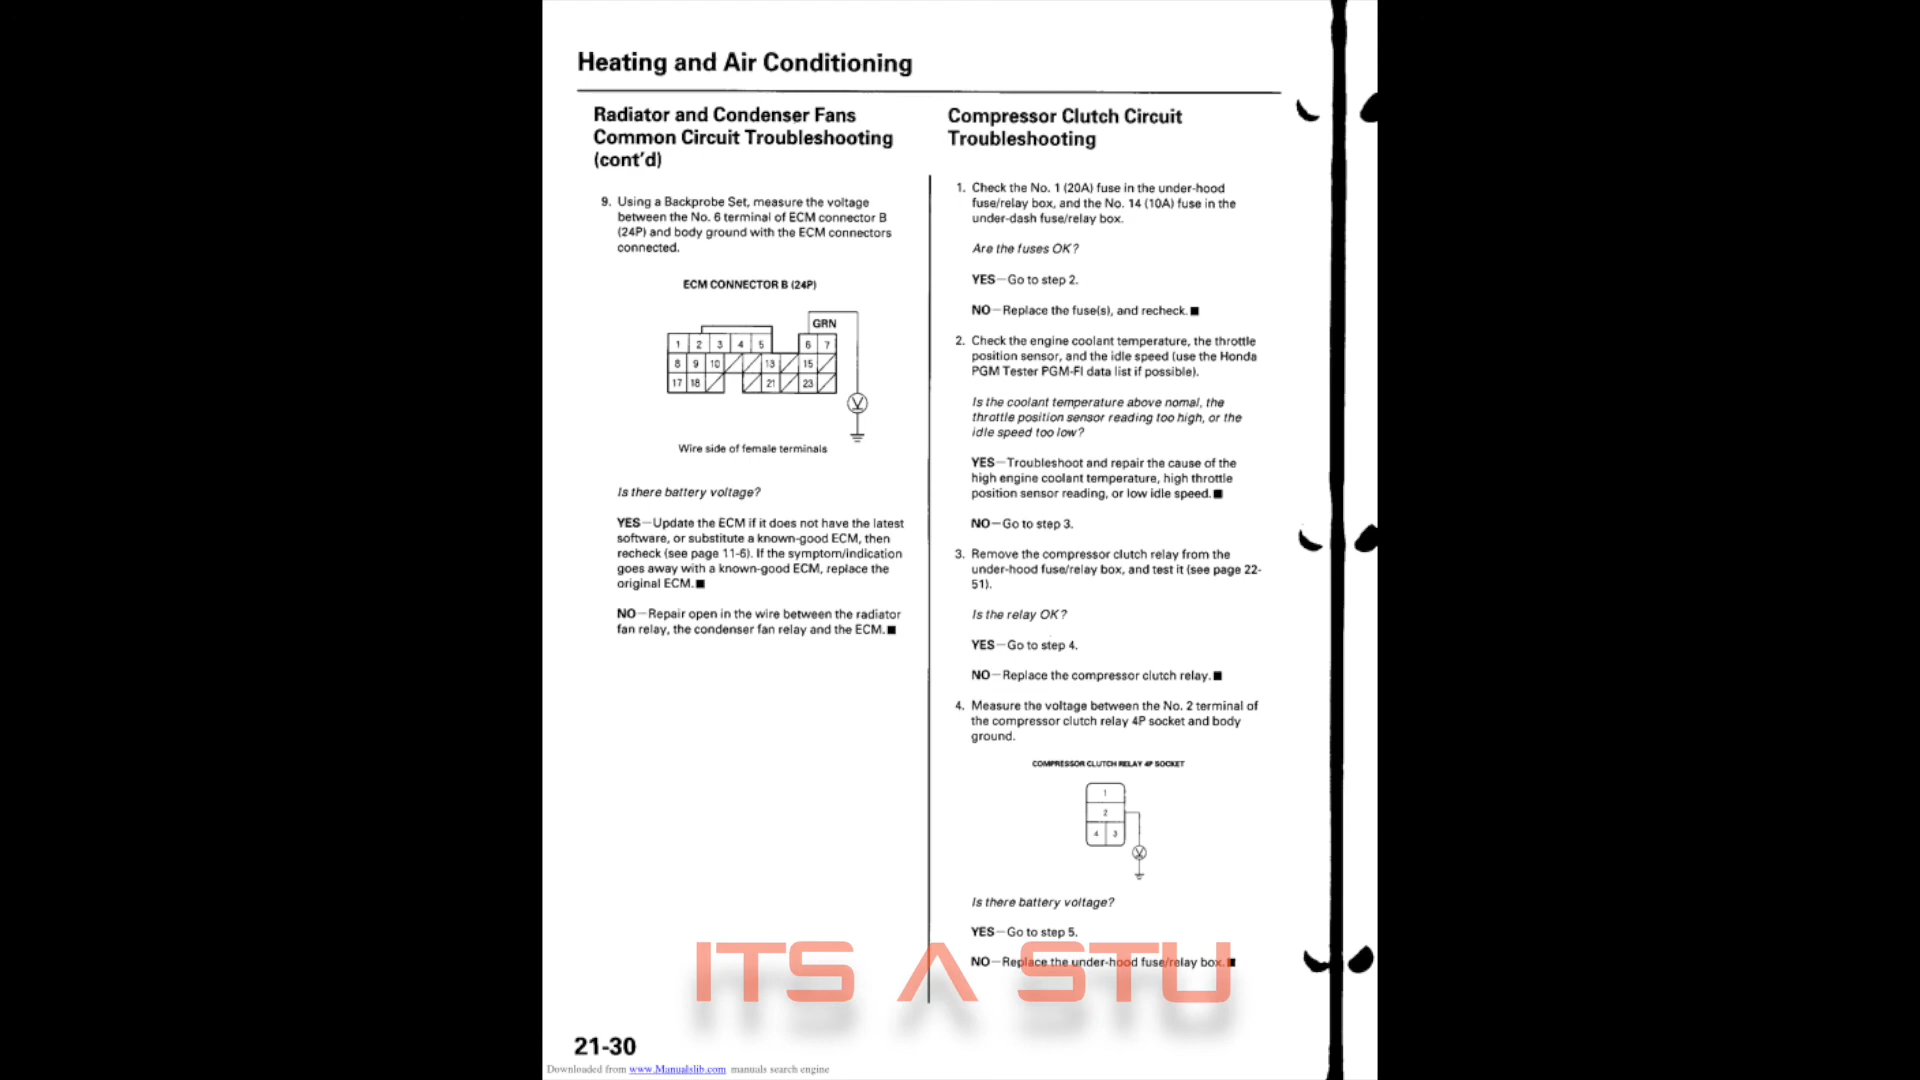 Heating and Air Conditioning
Radiator and Condenser Fans
Common Circuit Troubleshooting
(cont'd)
9. Using a Backprobe Set, measure the voltage
between the No. 6 terminal of ECM connector B
(24P) and body ground with the ECM connectors
connected.
ECM CONNECTOR B (24P)
GRN
1 2 3 4 5 6 7
8 9 10 13 15
17 18 21 23
V
Wire side of female terminals
Is there battery voltage?
YES—Update the ECM if it does not have the latest
software, or substitute a known-good ECM, then
recheck (see page 11-6). If the symptom/indication
goes away with a known-good ECM, replace the
original ECM.■
NO—Repair open in the wire between the radiator
fan relay, the condenser fan relay and the ECM.■
Compressor Clutch Circuit
Troubleshooting
1. Check the No. 1 (20A) fuse in the under-hood
fuse/relay box, and the No. 14 (10A) fuse in the
under-dash fuse/relay box.
Are the fuses OK?
YES—Go to step 2.
NO—Replace the fuse(s), and recheck.■
2. Check the engine coolant temperature, the throttle
position sensor, and the idle speed (use the Honda
PGM Tester PGM-FI data list if possible).
Is the coolant temperature above nomal, the
throttle position sensor reading too high, or the
idle speed too low?
YES—Troubleshoot and repair the cause of the
high engine coolant temperature, high throttle
position sensor reading, or low idle speed.■
NO—Go to step 3.
3. Remove the compressor clutch relay from the
under-hood fuse/relay box, and test it (see page 22-
51).
Is the relay OK?
YES—Go to step 4.
NO—Replace the compressor clutch relay.■
4. Measure the voltage between the No. 2 terminal of
the compressor clutch relay 4P socket and body
ground.
COMPRESSOR CLUTCH RELAY 4P SOCKET
1
2
4 3
V
Is there battery voltage?
YES—Go to step 5.
NO—Replace the under-hood fuse/relay box.■
ITS A STU
21-30
Downloaded from www.Manualslib.com manuals search engine